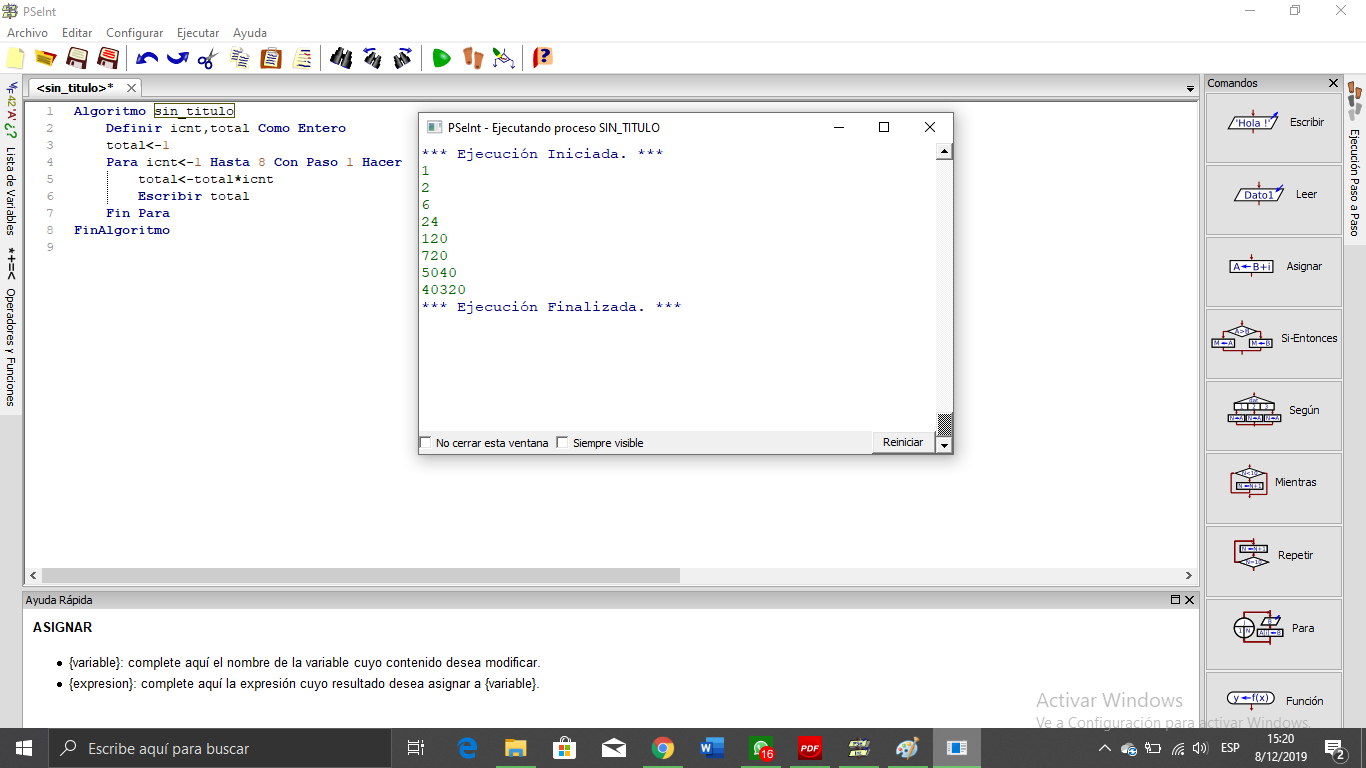 PSeInt
Archivo Editar Configurar Ejecutar Ayuda
<sin_titulo>*
1 Algoritmo sin_titulo
2 Definir icnt,total Como Entero
3 total<-1
4 Para icnt<-1 Hasta 8 Con Paso 1 Hacer
5 total<-total*icnt
6 Escribir total
7 Fin Para
8 FinAlgoritmo
9
Lista de Variables
*+=< Operadores y Funciones
PSeInt - Ejecutando proceso SIN_TITULO
*** Ejecución Iniciada. ***
1
2
6
24
120
720
5040
40320
*** Ejecución Finalizada. ***
No cerrar esta ventana Siempre visible Reiniciar
Comandos
'Hola !' Escribir
Dato1 Leer
A←B+i Asignar
A>B M←A M←B Si-Entonces
Según
Mientras
Repetir
Para
y←f(x) Función
Ejecución Paso a Paso
Ayuda Rápida
ASIGNAR
• {variable}: complete aquí el nombre de la variable cuyo contenido desea modificar.
• {expresion}: complete aquí la expresión cuyo resultado desea asignar a {variable}.
Activar Windows
Ve a Configuración para activar Windows.
Escribe aquí para buscar
16
PDF
ESP
15:20
8/12/2019
2